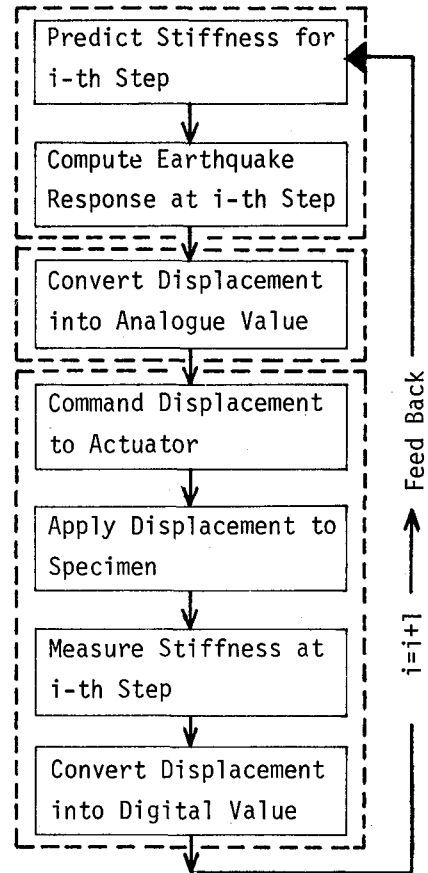 Predict Stiffness for
i-th Step
Compute Earthquake
Response at i-th Step
Convert Displacement
into Analogue Value
Command Displacement
to Actuator
Apply Displacement to
Specimen
Measure Stiffness at
i-th Step
Convert Displacement
into Digital Value
i=i+1
Feed Back